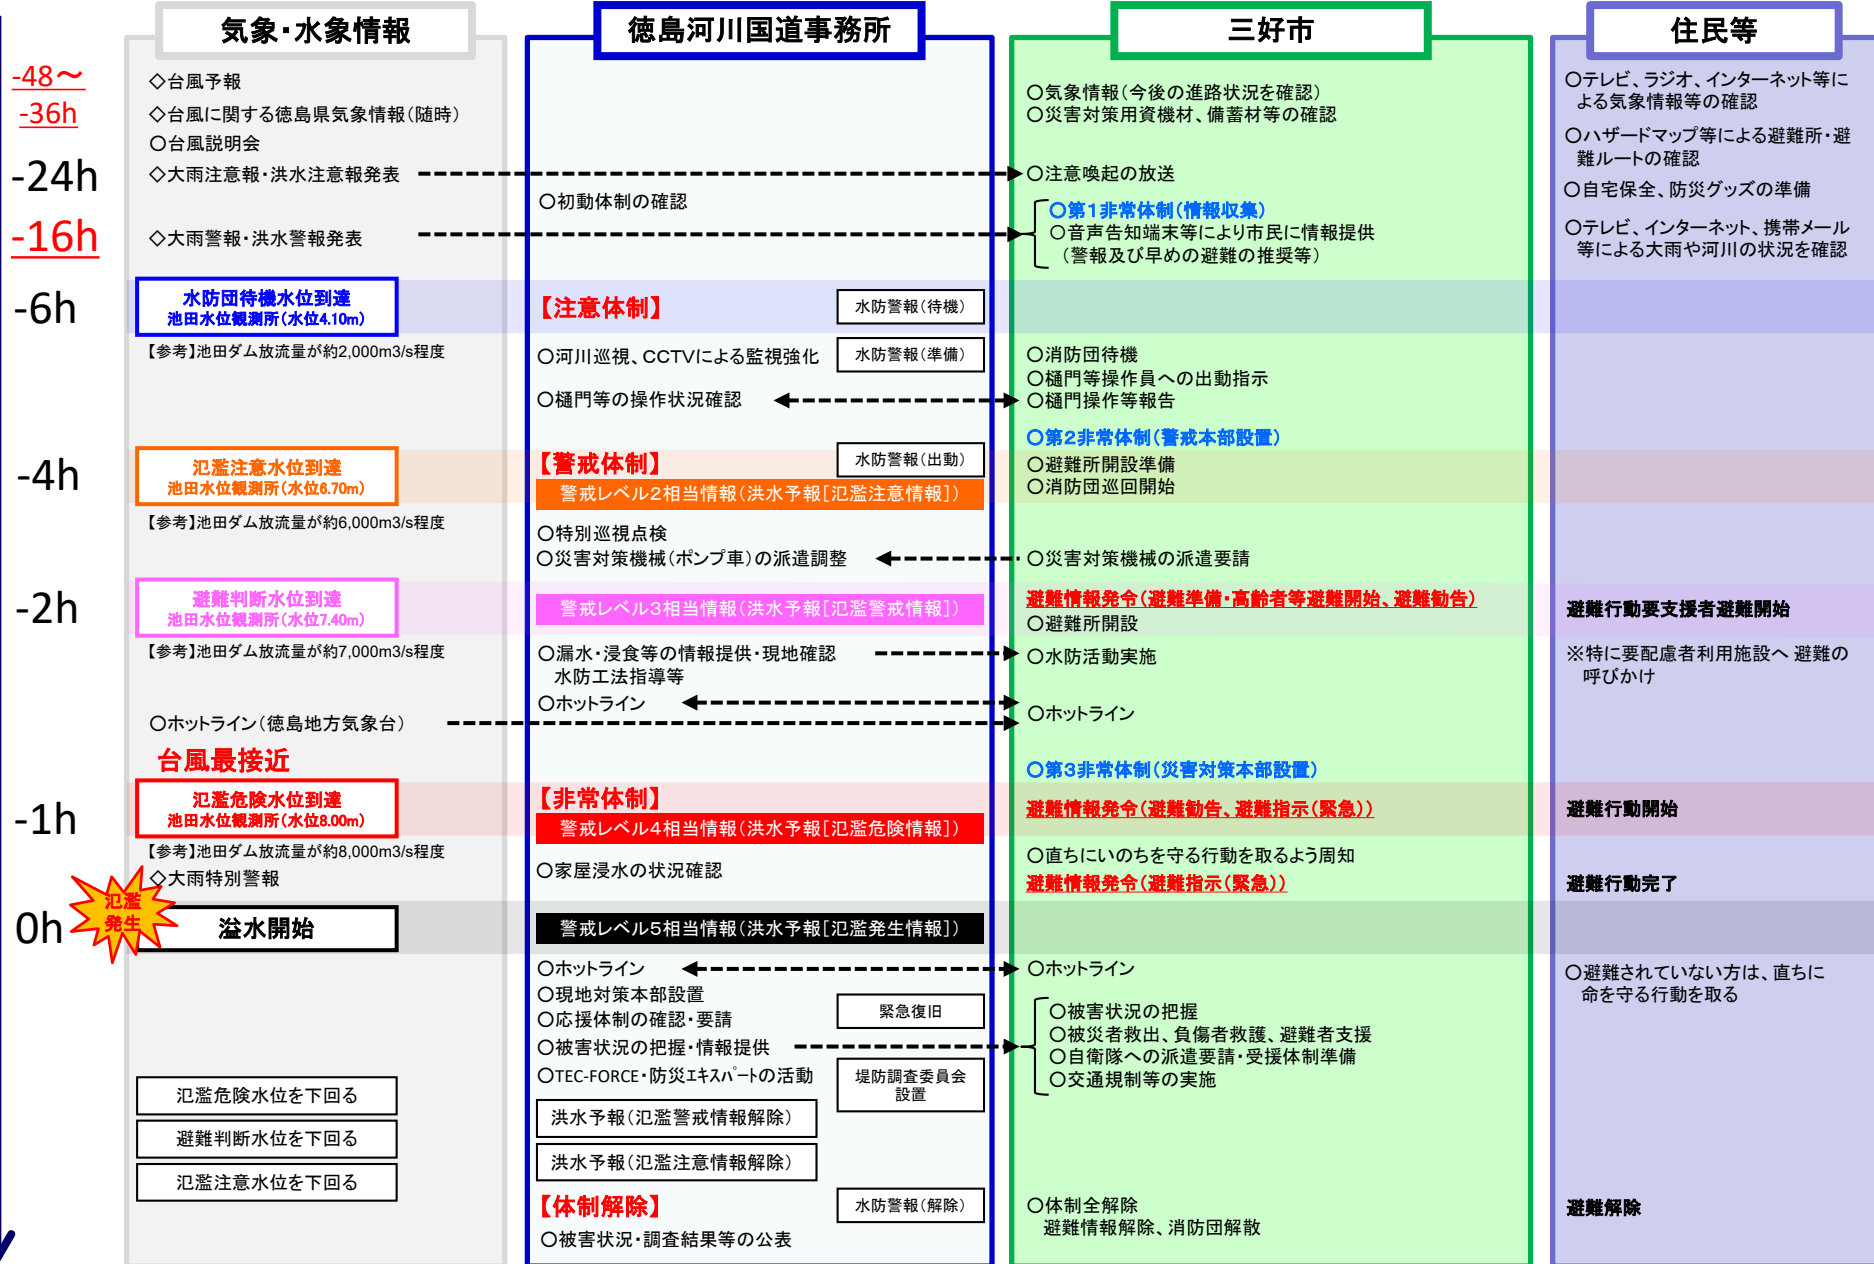 気象・水象情報
徳島河川国道事務所
三好市
住民等
-48～
-36h
-24h
-16h
-6h
-4h
-2h
-1h
0h
◇台風予報
◇台風に関する徳島県気象情報（随時）
○台風説明会
◇大雨注意報・洪水注意報発表
◇大雨警報・洪水警報発表
水防団待機水位到達
池田水位観測所（水位4.10m）
【参考】池田ダム放流量が約2,000m3/s程度
氾濫注意水位到達
池田水位観測所（水位6.70m）
【参考】池田ダム放流量が約6,000m3/s程度
避難判断水位到達
池田水位観測所（水位7.40m）
【参考】池田ダム放流量が約7,000m3/s程度
○ホットライン（徳島地方気象台）
台風最接近
氾濫危険水位到達
池田水位観測所（水位8.00m）
【参考】池田ダム放流量が約8,000m3/s程度
◇大雨特別警報
氾濫
発生
溢水開始
氾濫危険水位を下回る
避難判断水位を下回る
氾濫注意水位を下回る
○初動体制の確認
【注意体制】
水防警報（待機）
○河川巡視、CCTVによる監視強化
水防警報（準備）
○樋門等の操作状況確認
【警戒体制】
水防警報（出動）
警戒レベル2相当情報（洪水予報［氾濫注意情報］）
○特別巡視点検
○災害対策機械（ポンプ車）の派遣調整
警戒レベル3相当情報（洪水予報［氾濫警戒情報］）
○漏水・浸食等の情報提供・現地確認
水防工法指導等
○ホットライン
【非常体制】
警戒レベル4相当情報（洪水予報［氾濫危険情報］）
○家屋浸水の状況確認
警戒レベル5相当情報（洪水予報［氾濫発生情報］）
○ホットライン
○現地対策本部設置
○応援体制の確認・要請
緊急復旧
○被害状況の把握・情報提供
○TEC-FORCE・防災ｴｷｽﾊﾟｰﾄの活動
堤防調査委員会
設置
洪水予報（氾濫警戒情報解除）
洪水予報（氾濫注意情報解除）
【体制解除】
水防警報（解除）
○被害状況・調査結果等の公表
○気象情報（今後の進路状況を確認）
○災害対策用資機材、備蓄材等の確認
○注意喚起の放送
○第1非常体制（情報収集）
○音声告知端末等により市民に情報提供
（警報及び早めの避難の推奨等）
○消防団待機
○樋門等操作員への出動指示
○樋門操作等報告
○第2非常体制（警戒本部設置）
○避難所開設準備
○消防団巡回開始
○災害対策機械の派遣要請
避難情報発令（避難準備・高齢者等避難開始、避難勧告）
○避難所開設
○水防活動実施
○ホットライン
○第3非常体制（災害対策本部設置）
避難情報発令（避難勧告、避難指示（緊急））
○直ちにいのちを守る行動を取るよう周知
避難情報発令（避難指示（緊急））
○ホットライン
○被害状況の把握
○被災者救出、負傷者救護、避難者支援
○自衛隊への派遣要請・受援体制準備
○交通規制等の実施
○体制全解除
避難情報解除、消防団解散
○テレビ、ラジオ、インターネット等に
よる気象情報等の確認
○ハザードマップ等による避難所・避
難ルートの確認
○自宅保全、防災グッズの準備
○テレビ、インターネット、携帯メール
等による大雨や河川の状況を確認
避難行動要支援者避難開始
※特に要配慮者利用施設へ 避難の
呼びかけ
避難行動開始
避難行動完了
○避難されていない方は、直ちに
命を守る行動を取る
避難解除